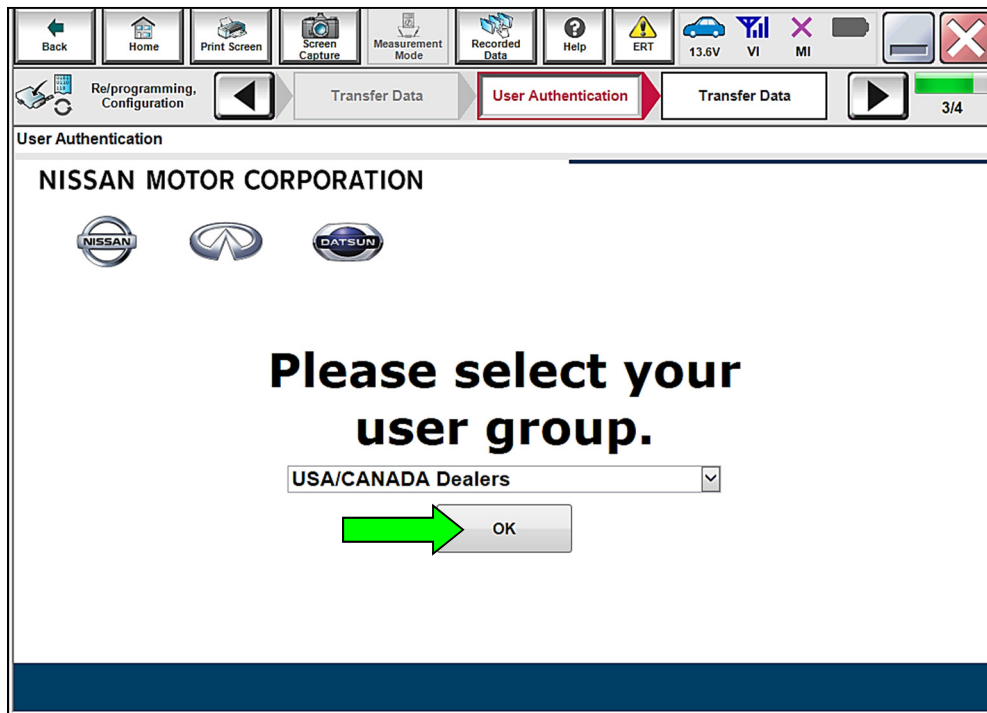 Back
Home
Print Screen
Screen
Capture
Measurement
Mode
Recorded
Data
Help
ERT
13.6V
VI
MI
Re/programming,
Configuration
Transfer Data
User Authentication
Transfer Data
3/4
User Authentication
NISSAN MOTOR CORPORATION
NISSAN
DATSUN
Please select your
user group.
USA/CANADA Dealers
OK